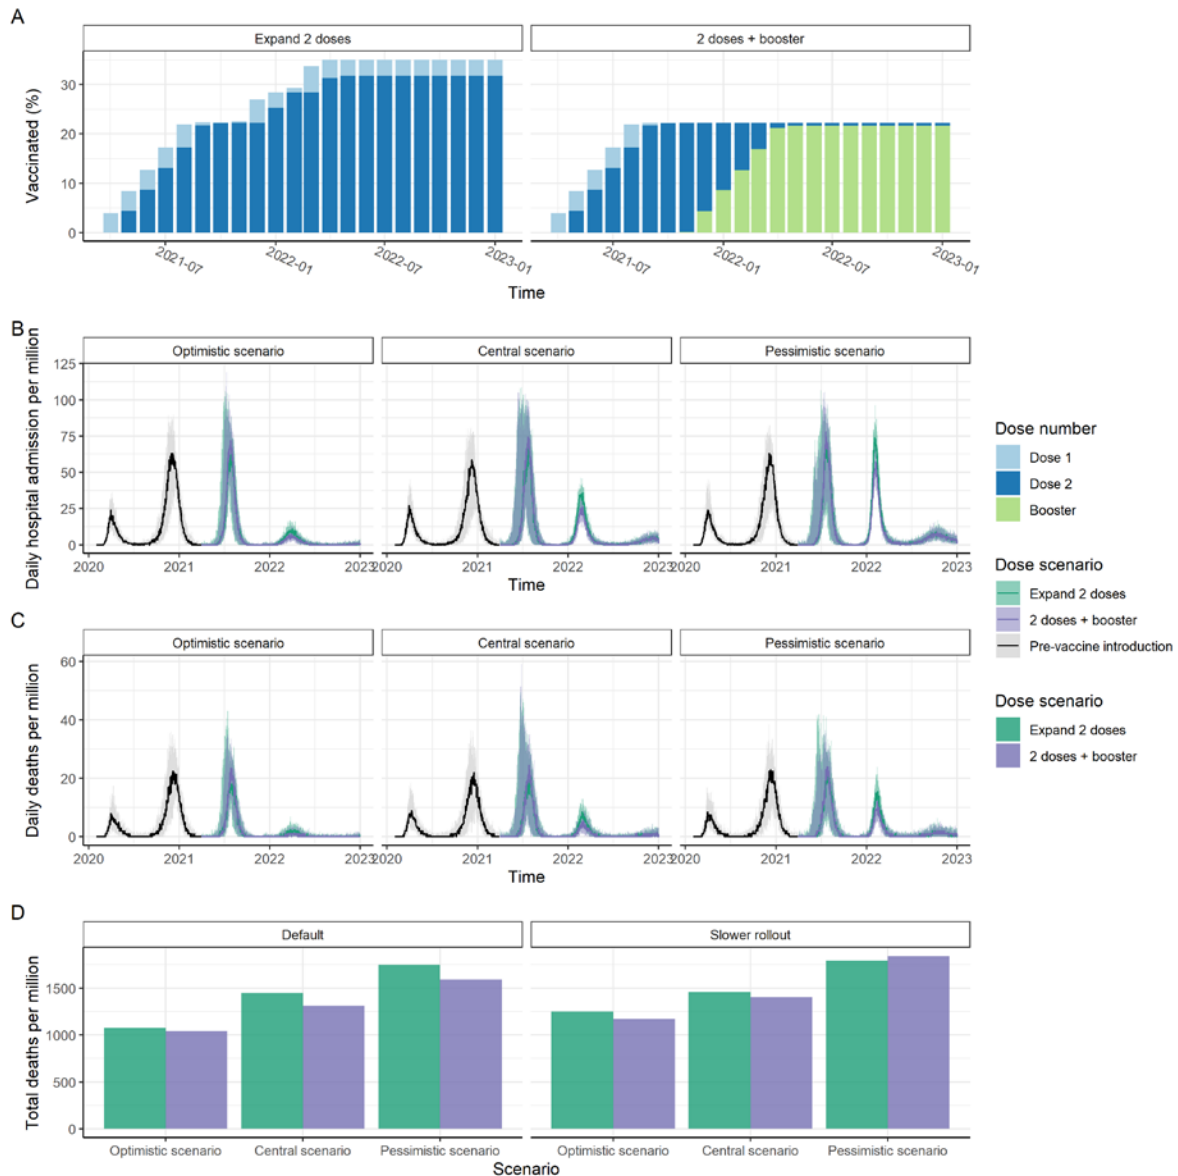 A
Expand 2 doses
2 doses + booster
Vaccinated (%)
30
20
10
0
2021-07
2022-01
2022-07
2023-01
2021-07
2022-01
2022-07
2023-01
Time
B
Optimistic scenario
Central scenario
Pessimistic scenario
Daily hospital admission per million
125
100
75
50
25
0
2020
2021
2022
2023
2020
2021
2022
2023
2020
2021
2022
2023
Time
Dose number
Dose 1
Dose 2
Booster
Dose scenario
Expand 2 doses
2 doses + booster
Pre-vaccine introduction
Dose scenario
Expand 2 doses
2 doses + booster
C
Optimistic scenario
Central scenario
Pessimistic scenario
Daily deaths per million
60
40
20
0
2020
2021
2022
2023
2020
2021
2022
2023
2020
2021
2022
2023
Time
D
Default
Slower rollout
Total deaths per million
1500
1000
500
0
Optimistic scenario
Central scenario
Pessimistic scenario
Optimistic scenario
Central scenario
Pessimistic scenario
Scenario